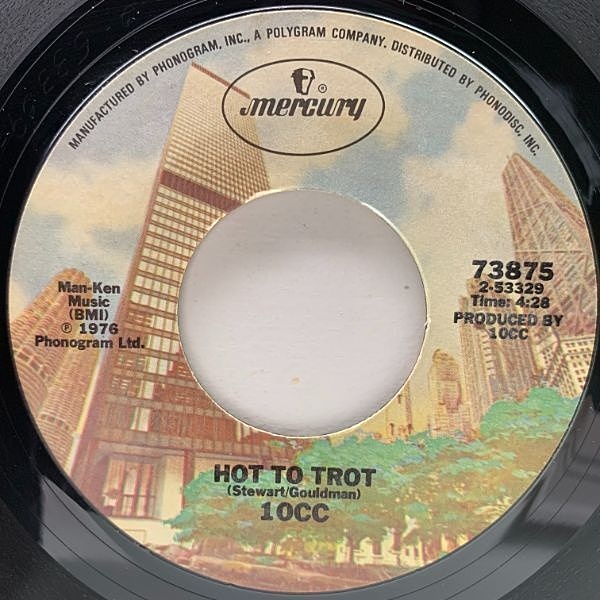 MANUFACTURED BY PHONOGRAM, INC., A POLYGRAM COMPANY. DISTRIBUTED BY PHONODISC, INC.
®
mercury
Man-Ken
Music
(BMI)
℗ 1976
Phonogram Ltd.
73875
2-53329
Time: 4:28
PRODUCED BY
10CC
HOT TO TROT
(Stewart/Gouldman)
10CC